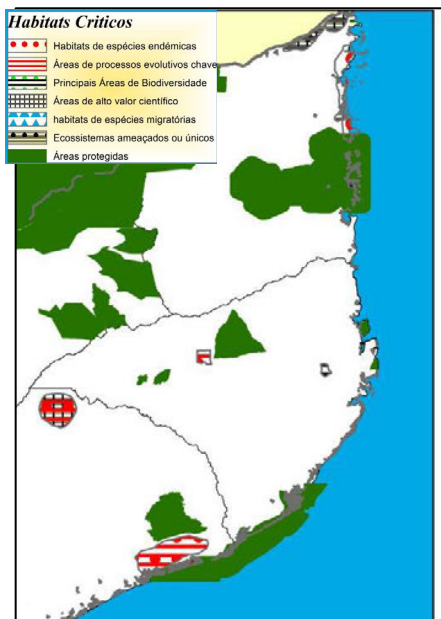 Habitats Criticos
Habitats de espécies endémicas
Áreas de processos evolutivos chave
Principais Áreas de Biodiversidade
Áreas de alto valor científico
habitats de espécies migratórias
Ecossistemas ameaçados ou únicos
Áreas protegidas